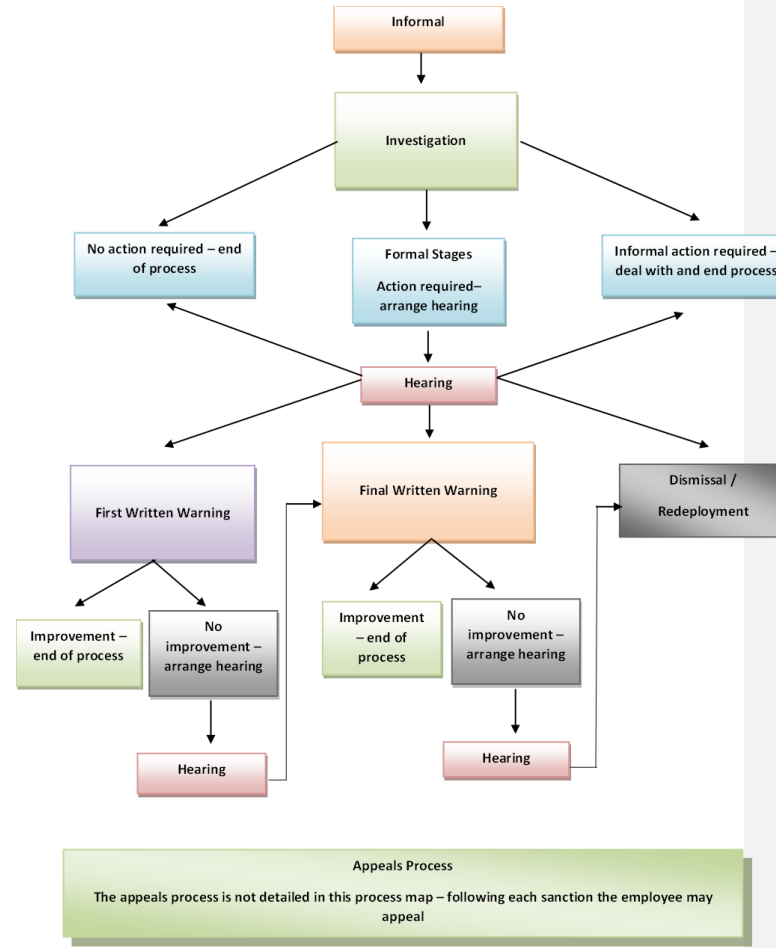 Informal
Investigation
No action required – end
of process
Formal Stages
Action required–
arrange hearing
Informal action required –
deal with and end process
Hearing
First Written Warning
Final Written Warning
Dismissal /
Redeployment
Improvement –
end of process
No
improvement –
arrange hearing
Improvement
– end of
process
No
improvement –
arrange hearing
Hearing
Hearing
Appeals Process
The appeals process is not detailed in this process map – following each sanction the employee may
appeal